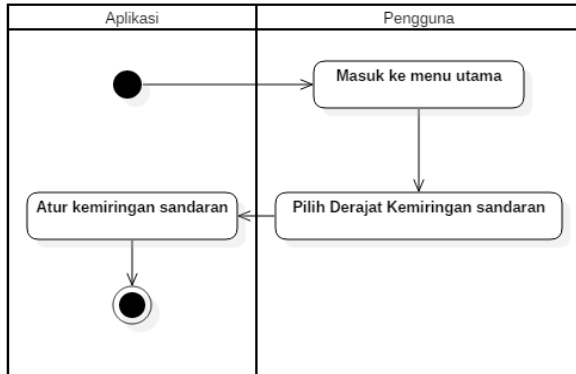 Aplikasi
Pengguna
Masuk ke menu utama
Atur kemiringan sandaran
Pilih Derajat Kemiringan sandaran